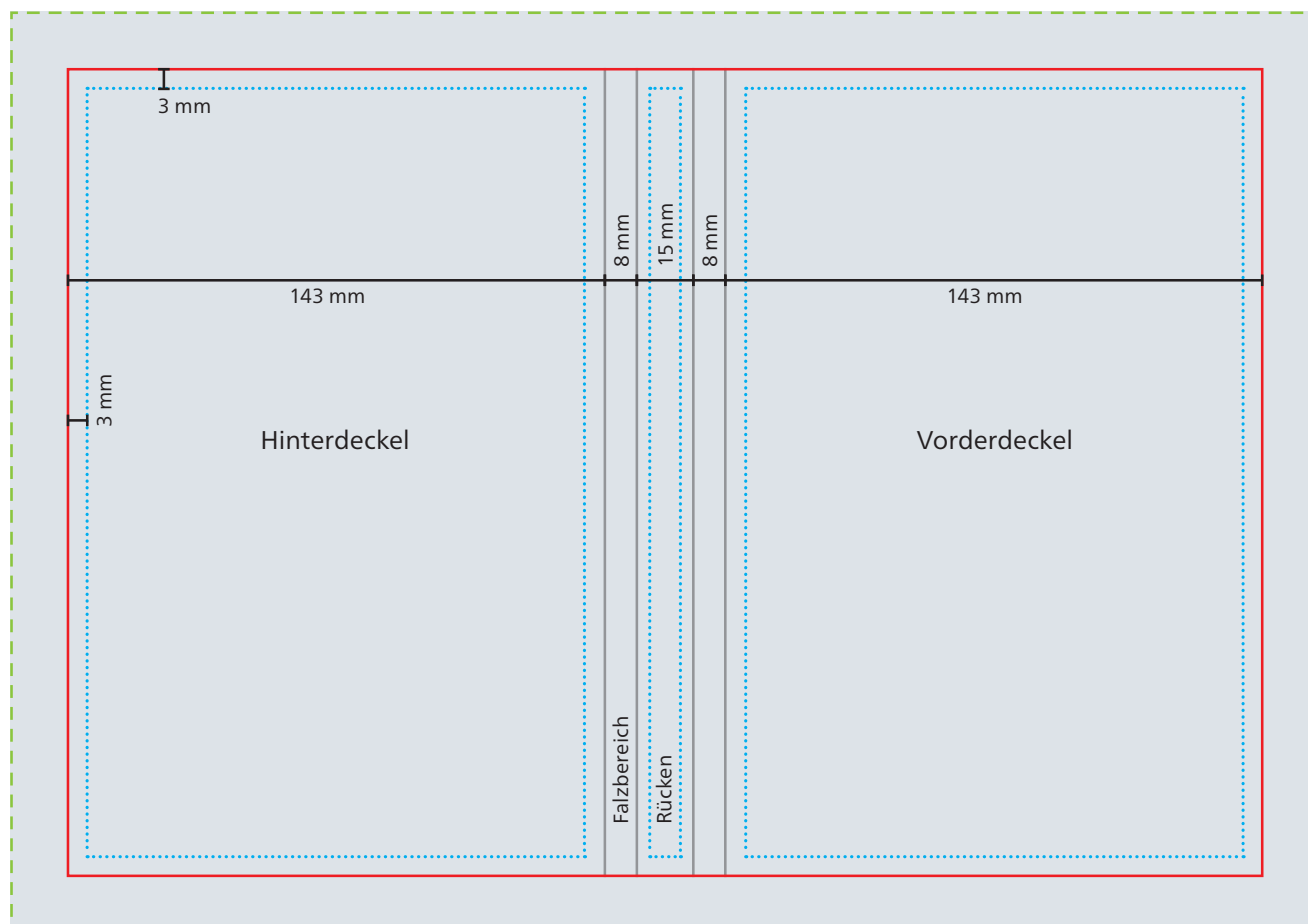 3 mm
8 mm
15 mm
8 mm
143 mm
143 mm
3 mm
Hinterdeckel
Vorderdeckel
Falzbereich
Rücken